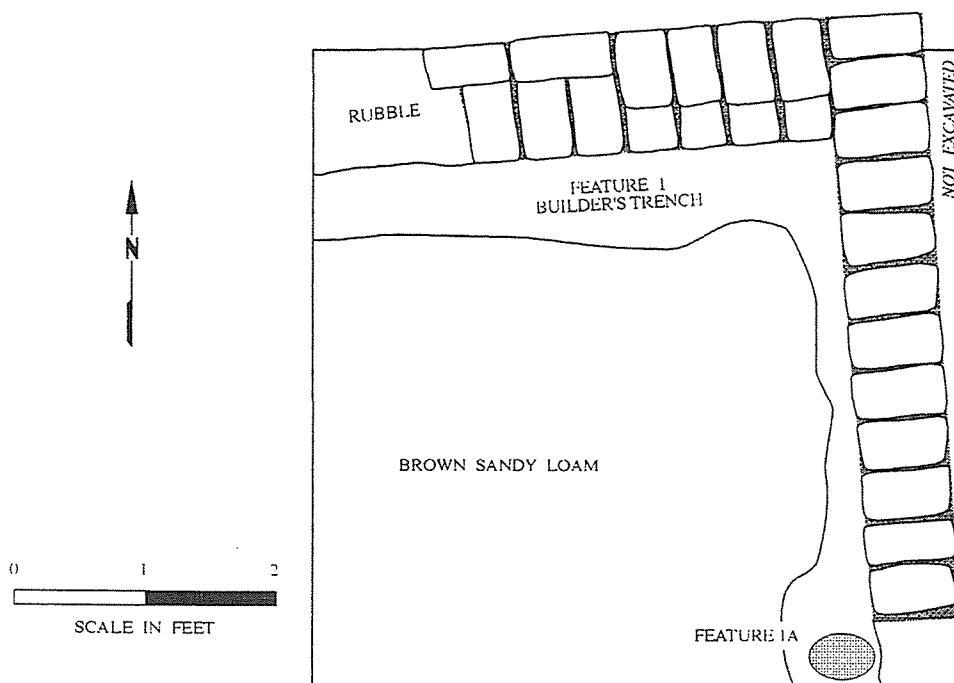 RUBBLE
NOT EXCAVATED
FEATURE 1
BUILDER'S TRENCH
N
BROWN SANDY LOAM
0 1 2
SCALE IN FEET
FEATURE 1A